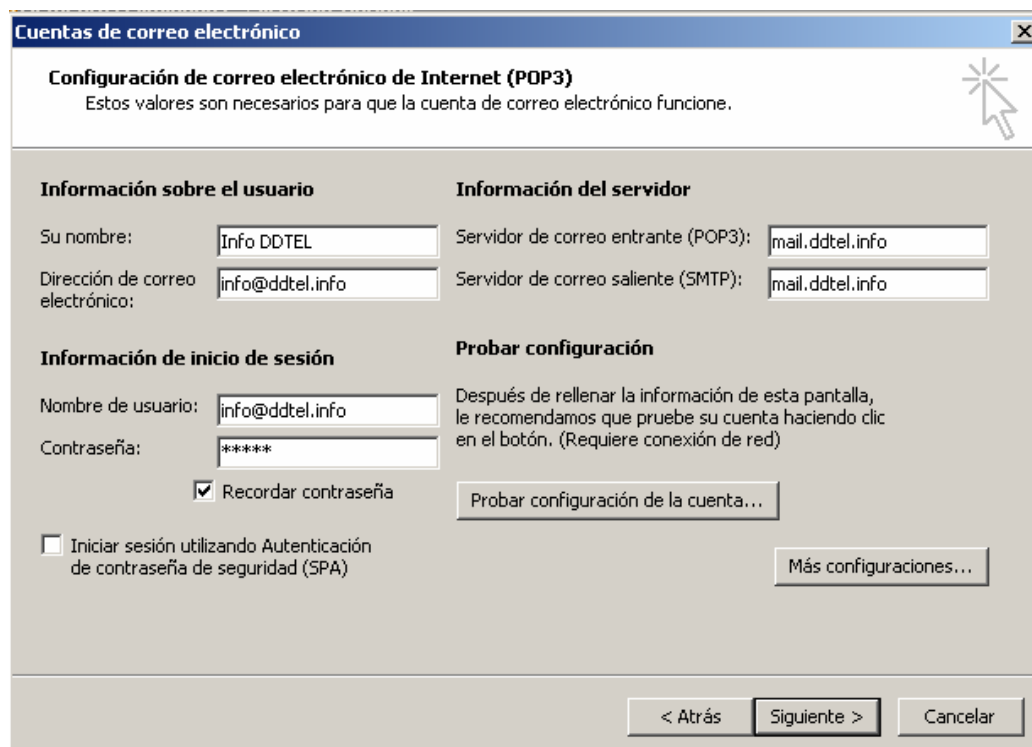 Cuentas de correo electrónico
Configuración de correo electrónico de Internet (POP3)
Estos valores son necesarios para que la cuenta de correo electrónico funcione.
Información sobre el usuario
Su nombre:
Info DDTEL
Dirección de correo
electrónico:
info@ddtel.info
Información del servidor
Servidor de correo entrante (POP3):
mail.ddtel.info
Servidor de correo saliente (SMTP):
mail.ddtel.info
Información de inicio de sesión
Nombre de usuario:
info@ddtel.info
Contraseña:
*****
Recordar contraseña
Iniciar sesión utilizando Autenticación
de contraseña de seguridad (SPA)
Probar configuración
Después de rellenar la información de esta pantalla,
le recomendamos que pruebe su cuenta haciendo clic
en el botón. (Requiere conexión de red)
Probar configuración de la cuenta...
Más configuraciones...
< Atrás
Siguiente >
Cancelar